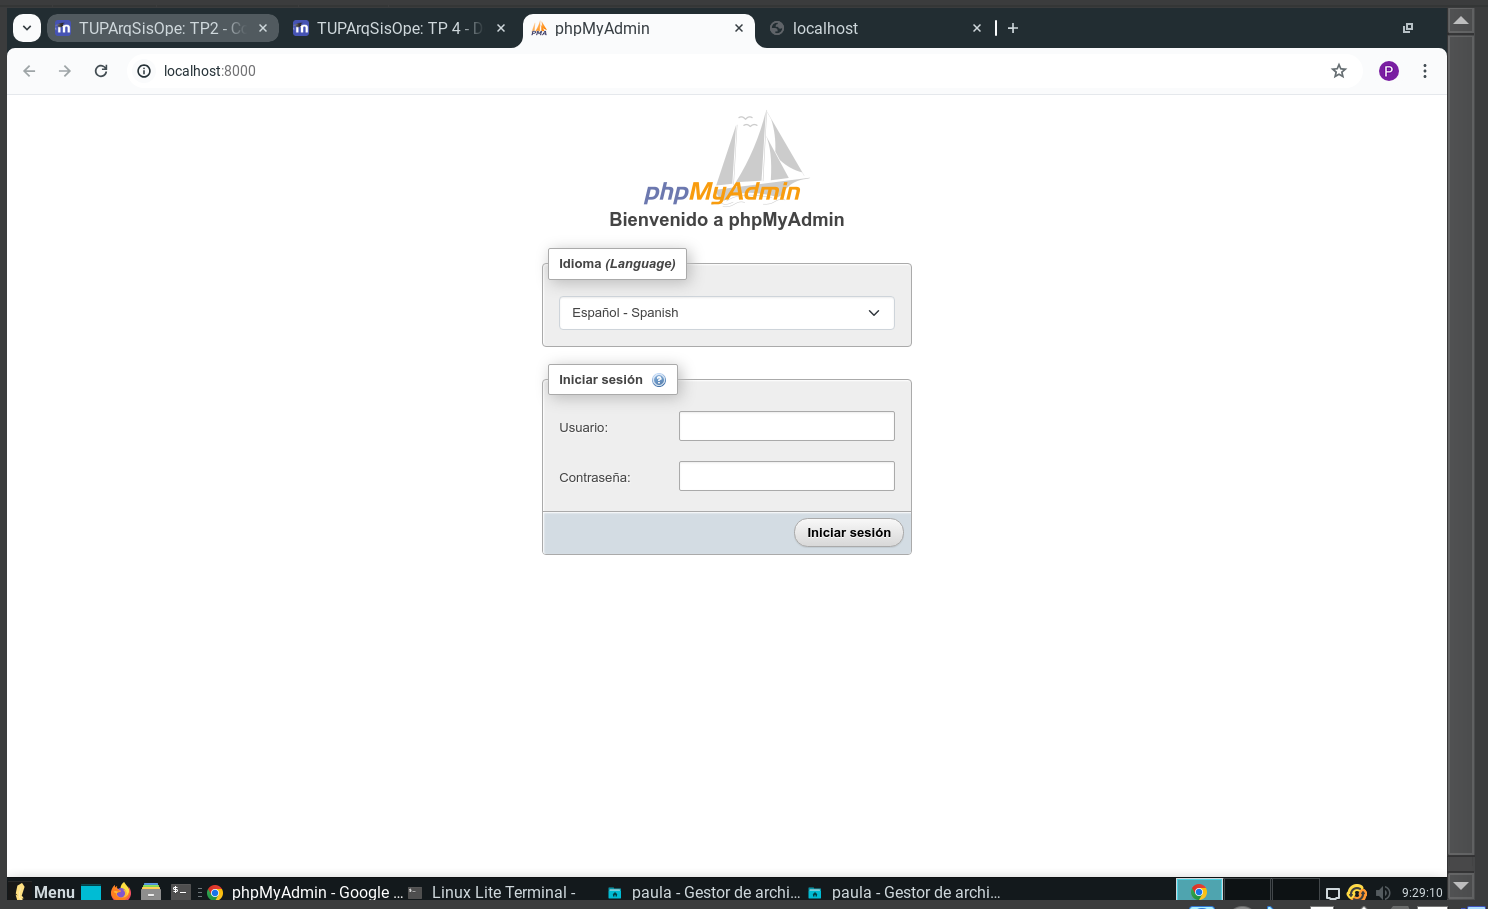 TUPArqSisOpe: TP2 - Co
TUPArqSisOpe: TP 4 - D
phpMyAdmin
localhost
localhost:8000
P
phpMyAdmin
Bienvenido a phpMyAdmin
Idioma (Language)
Español - Spanish
Iniciar sesión
Usuario:
Contraseña:
Iniciar sesión
Menu
phpMyAdmin - Google ...
Linux Lite Terminal -
paula - Gestor de archi...
paula - Gestor de archi...
9:29:10